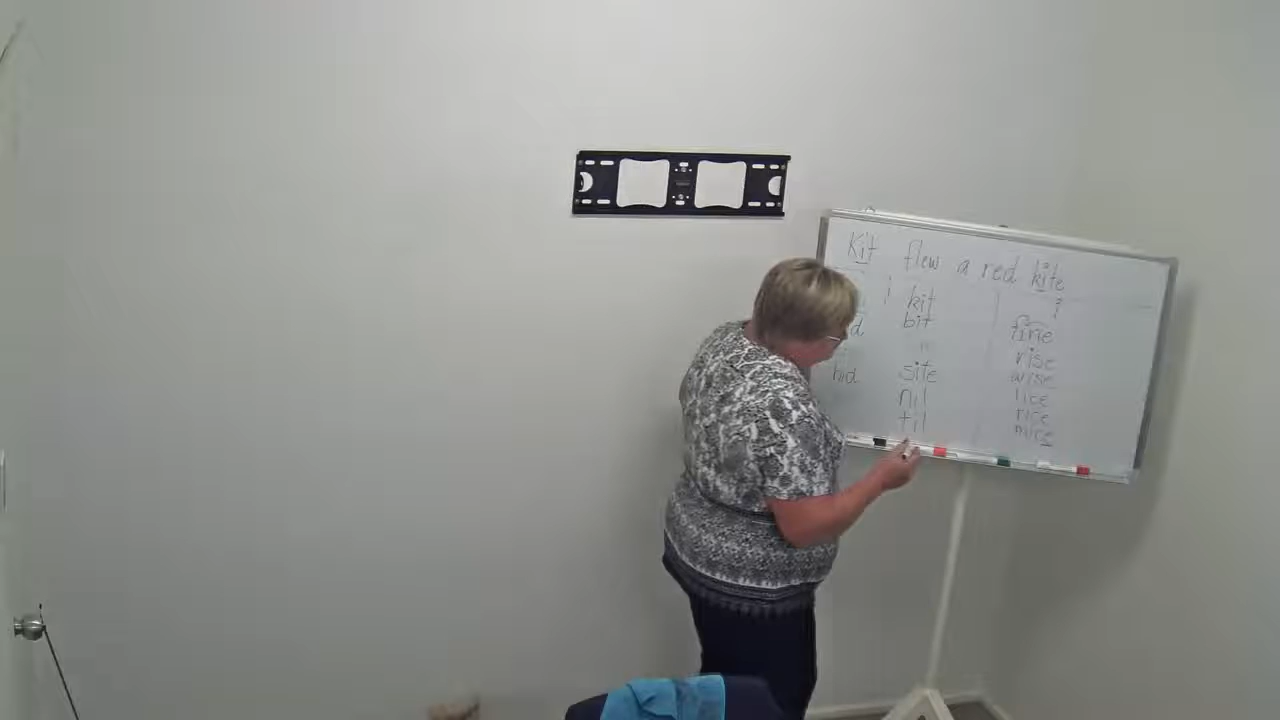 Kit flew a red kite
i kit
bit
fine
rise
hid site wise
nil lice
til rice
mice